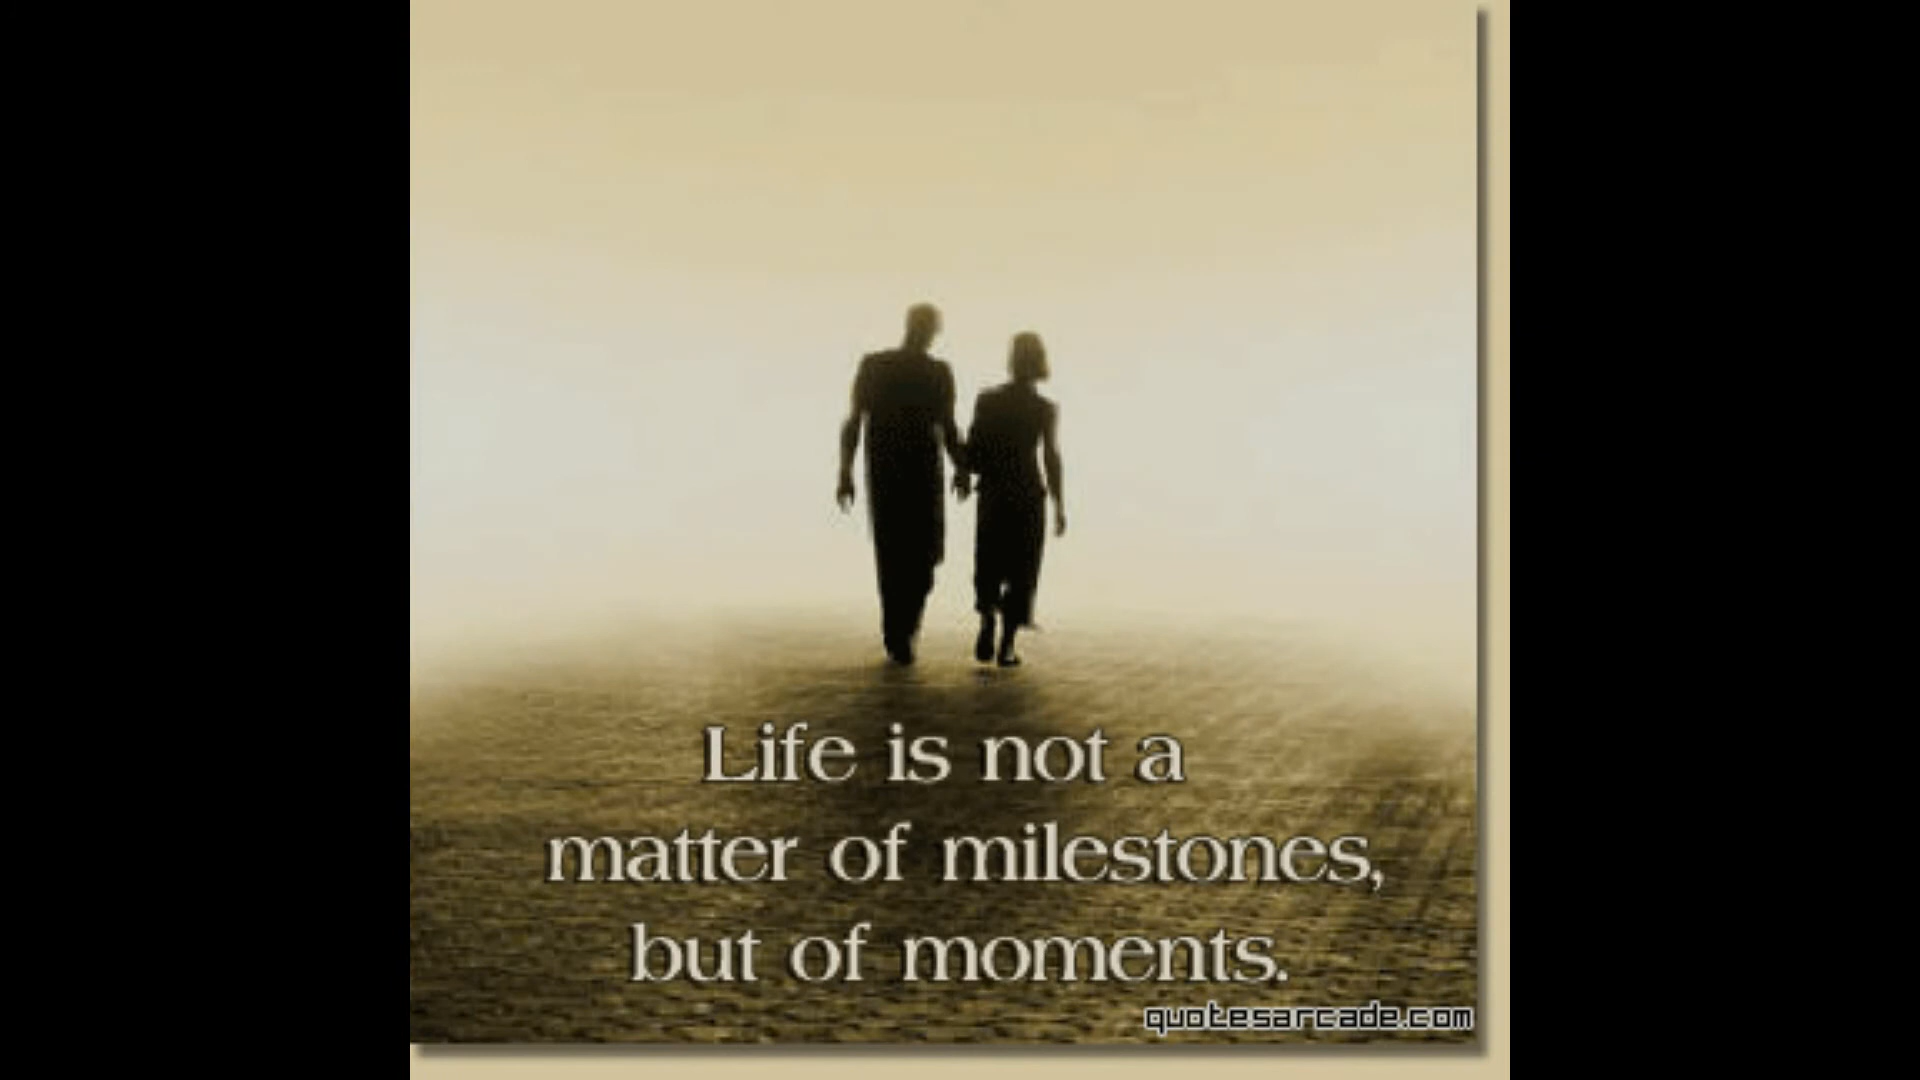 Life is not a
matter of milestones,
but of moments.
quotesarcade.com